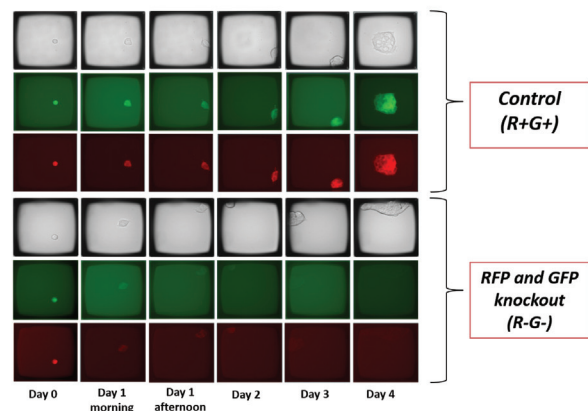 Control
(R+G+)
RFP and GFP
knockout
(R-G-)
Day 0
Day 1
morning
Day 1
afternoon
Day 2
Day 3
Day 4